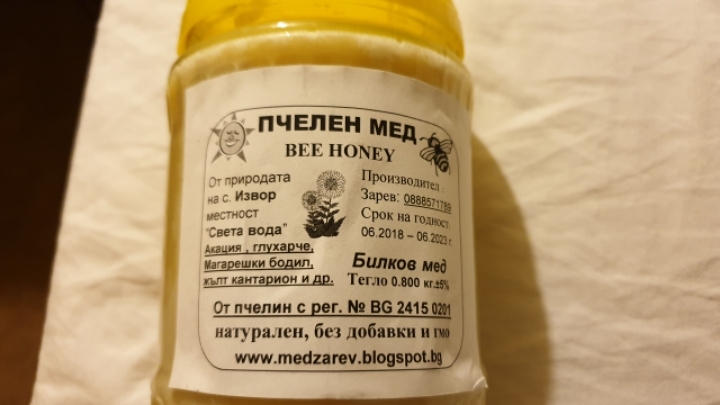 ПЧЕЛЕН МЕД
BEE HONEY
От природата
на с. Извор
местност
"Света вода"
Акация , глухарче,
Магарешки бодил,
жълт кантарион и др.
Производител
Зарев: 0888571789
Срок на годност:
06.2018 – 06.2023 г.
Билков мед
Тегло 0.800 кг.±5%
От пчелин с рег. № BG 2415 0201
натурален, без добавки и гмо
www.medzarev.blogspot.bg